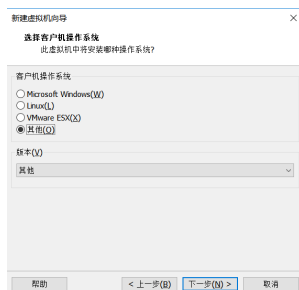 新建虚拟机向导
选择客户机操作系统
此虚拟机中将安装哪种操作系统?
客户机操作系统
Microsoft Windows(W)
Linux(L)
VMware ESX(X)
其他(O)
版本(V)
其他
帮助
< 上一步(B)
下一步(N) >
取消